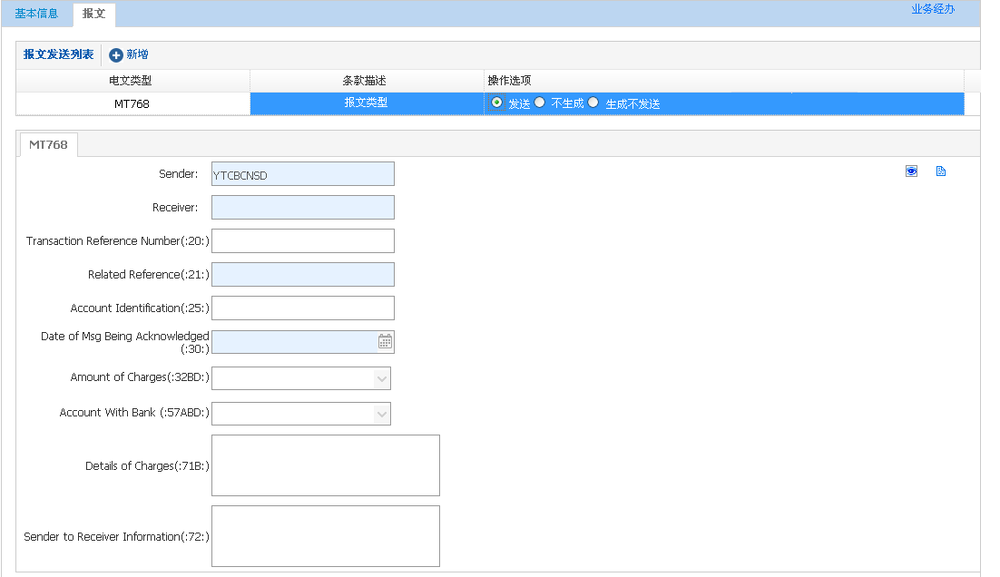 基本信息 报文 业务经办
报文发送列表 新增
电文类型 条款描述 操作选项
MT768 报文类型 发送 不生成 生成不发送
MT768
Sender: YTCBCNSD
Receiver:
Transaction Reference Number(:20:)
Related Reference(:21:)
Account Identification(:25:)
Date of Msg Being Acknowledged
(:30:)
Amount of Charges(:32BD:)
Account With Bank (:57ABD:)
Details of Charges(:71B:)
Sender to Receiver Information(:72:)